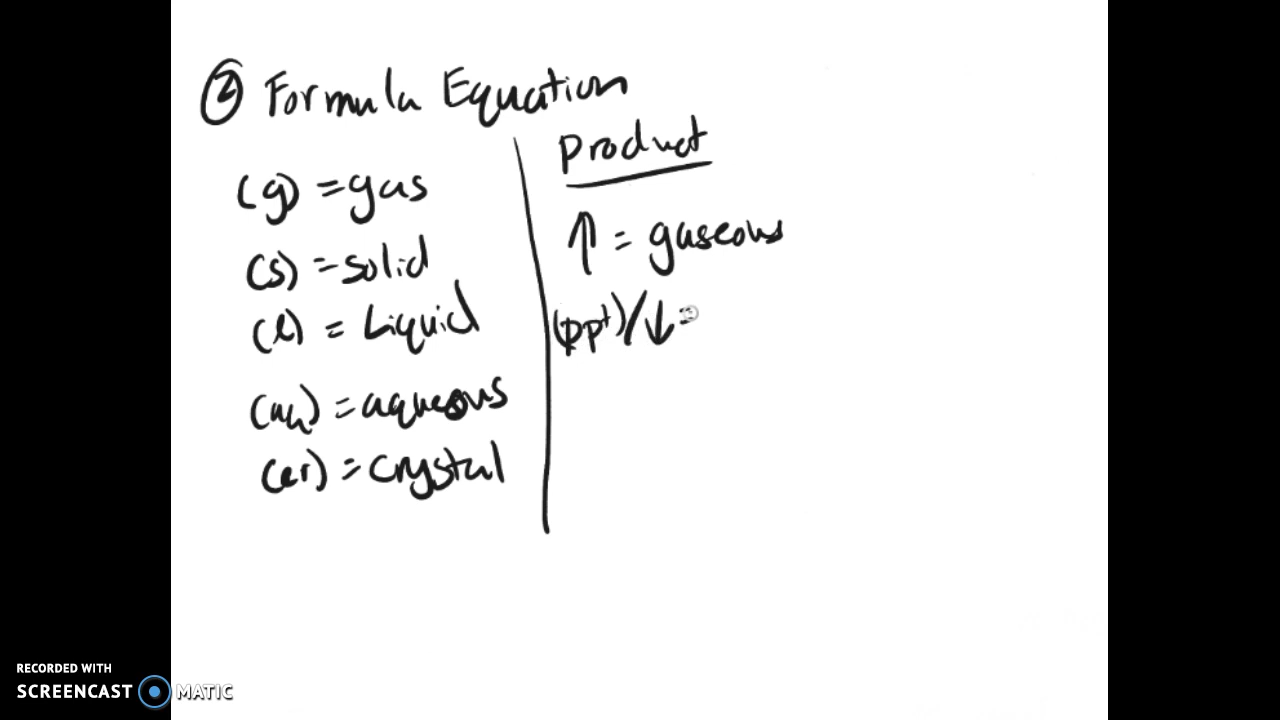 ② Formula Equation
(g) = gas
(s) = solid
(l) = Liquid
(aq) = aqueous
(cr) = crystal
Product
↑ = gaseous
(ppt)/↓ =
RECORDED WITH
SCREENCAST MATIC